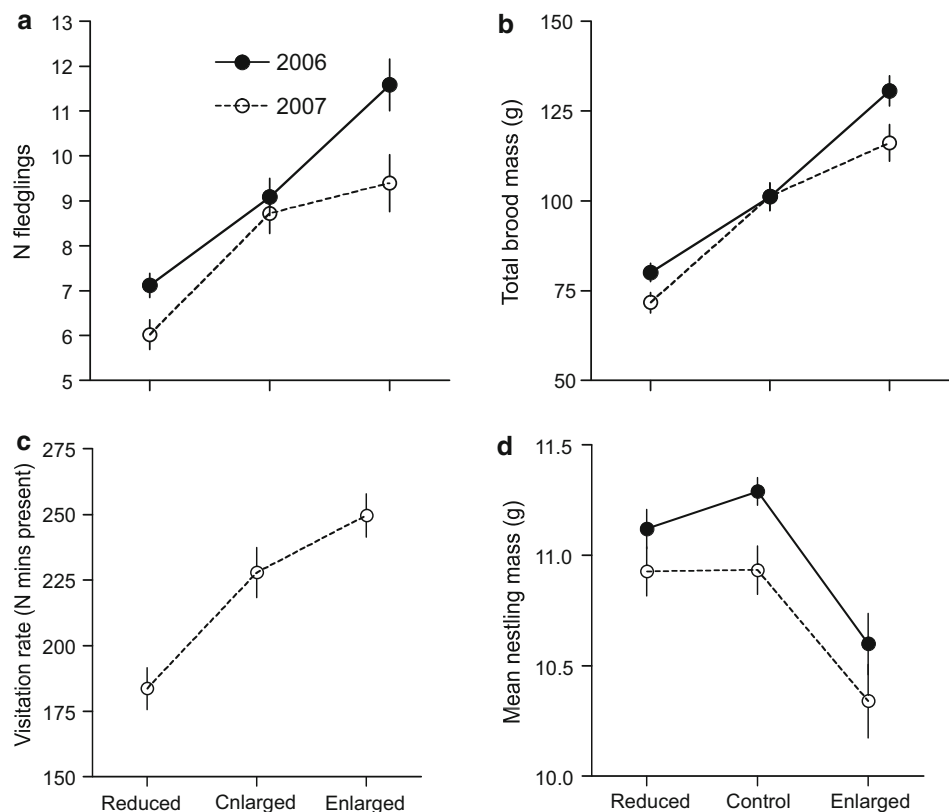 a
13
12
11
10
9
8
7
6
5
N fledglings
2006
2007
b
150
125
100
75
50
Total brood mass (g)
c
275
250
225
200
175
150
Visitation rate (N mins present)
Reduced Cnlarged Enlarged
d
11.5
11.0
10.5
10.0
Mean nestling mass (g)
Reduced Control Enlarged